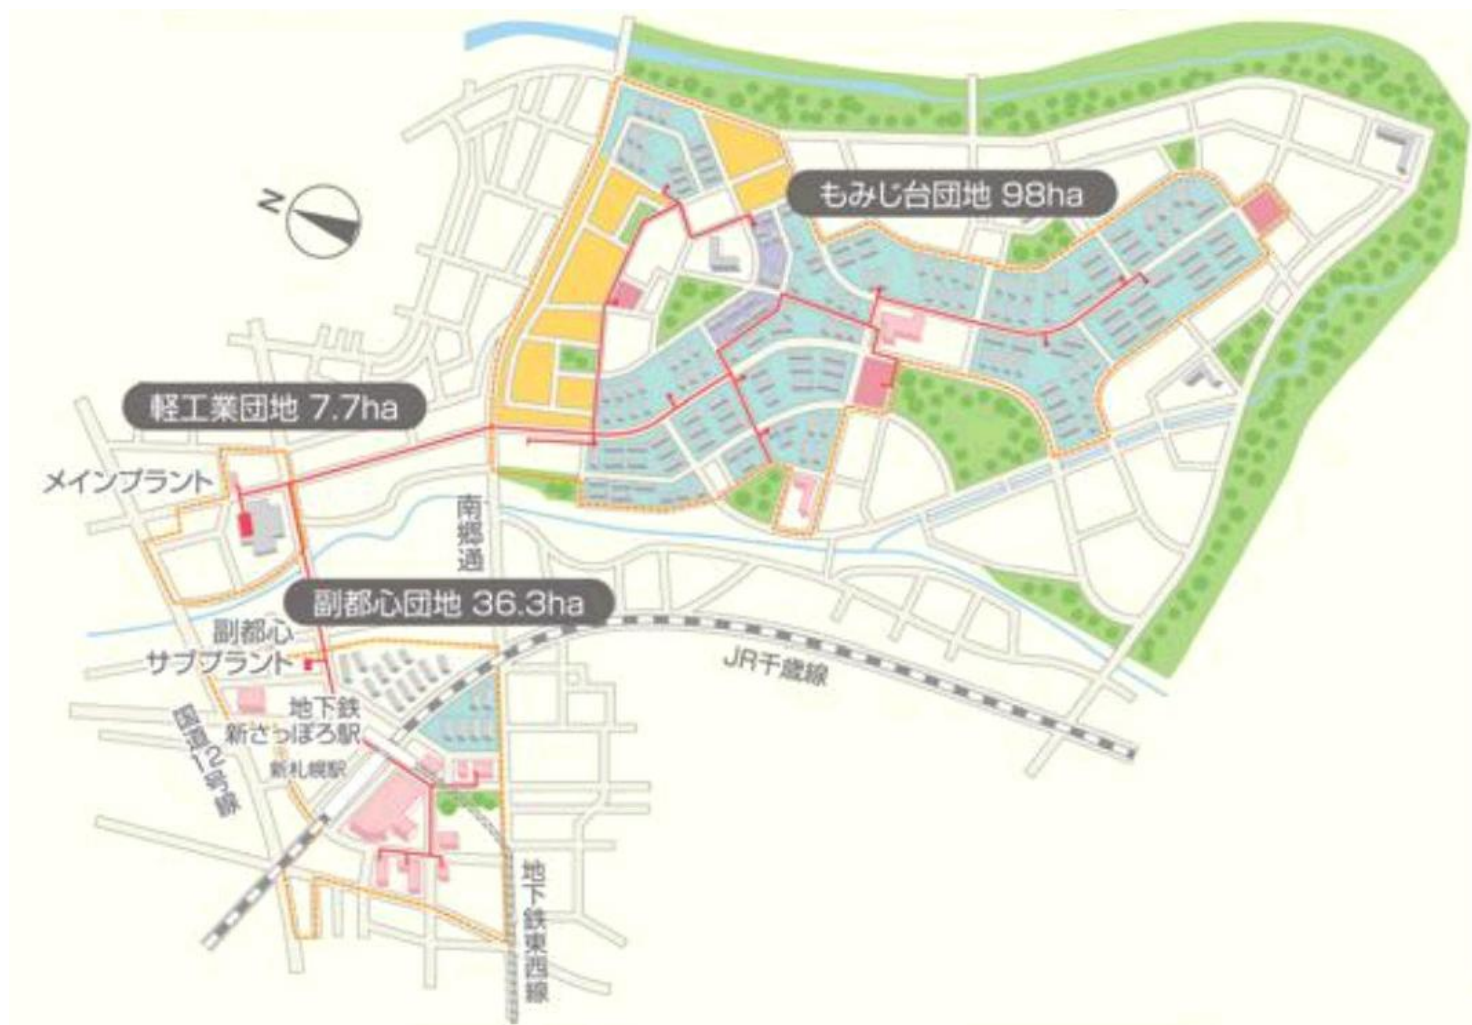 N
もみじ台団地 98ha
軽工業団地 7.7ha
メインプラント
南郷通
副都心団地 36.3ha
副都心
サブプラント
JR千歳線
地下鉄
新さっぽろ駅
新札幌駅
国道12号線
地下鉄東西線